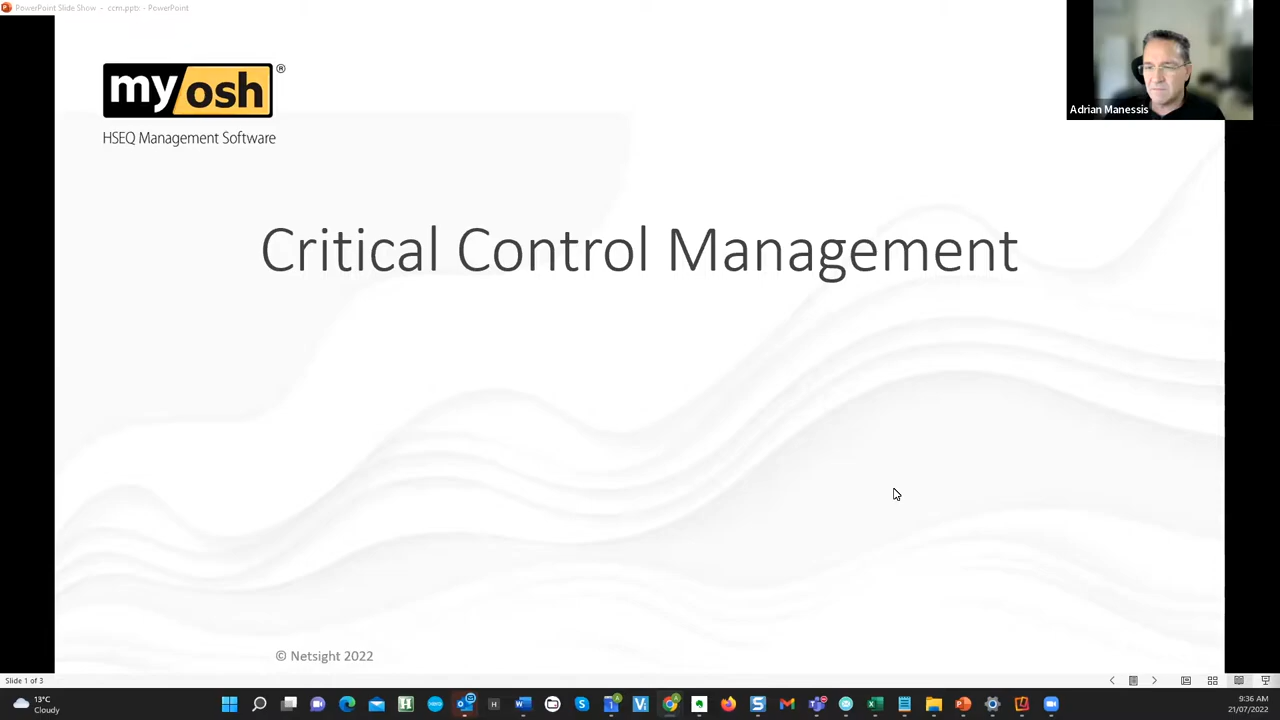 PowerPoint Slide Show - ccm.pptx - PowerPoint
my osh ®
HSEQ Management Software
Adrian Manessis
Critical Control Management
© Netsight 2022
Slide 1 of 3
13°C
Cloudy
9:36 AM
21/07/2022